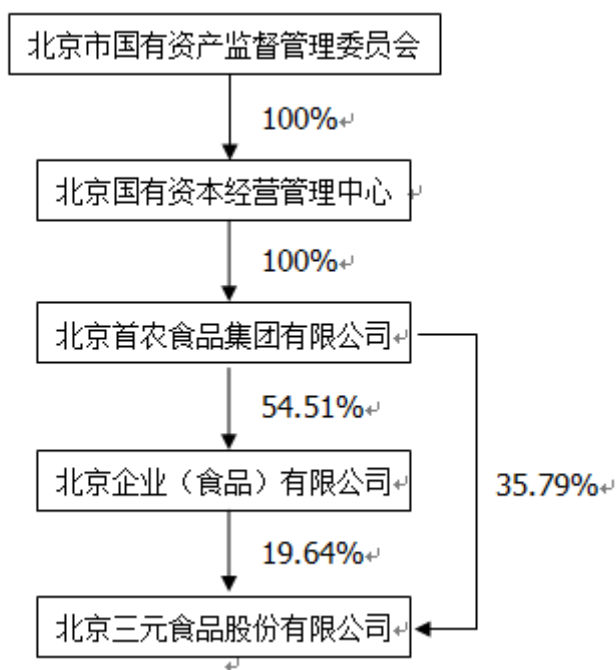 北京市国有资产监督管理委员会
100%↵
北京国有资本经营管理中心↵
100%↵
北京首农食品集团有限公司↵
54.51%↵
北京企业（食品）有限公司↵
35.79%↵
19.64%↵
北京三元食品股份有限公司↵
↵